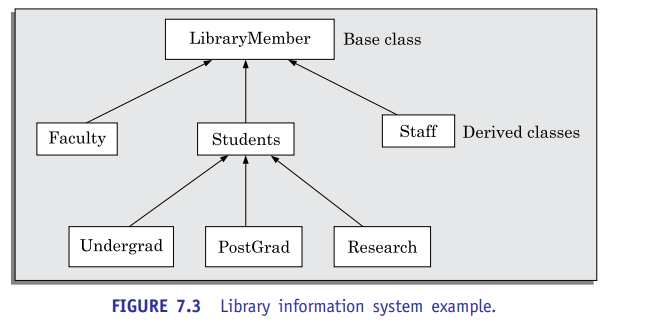 LibraryMember Base class
Faculty Students Staff Derived classes
Undergrad PostGrad Research
FIGURE 7.3 Library information system example.